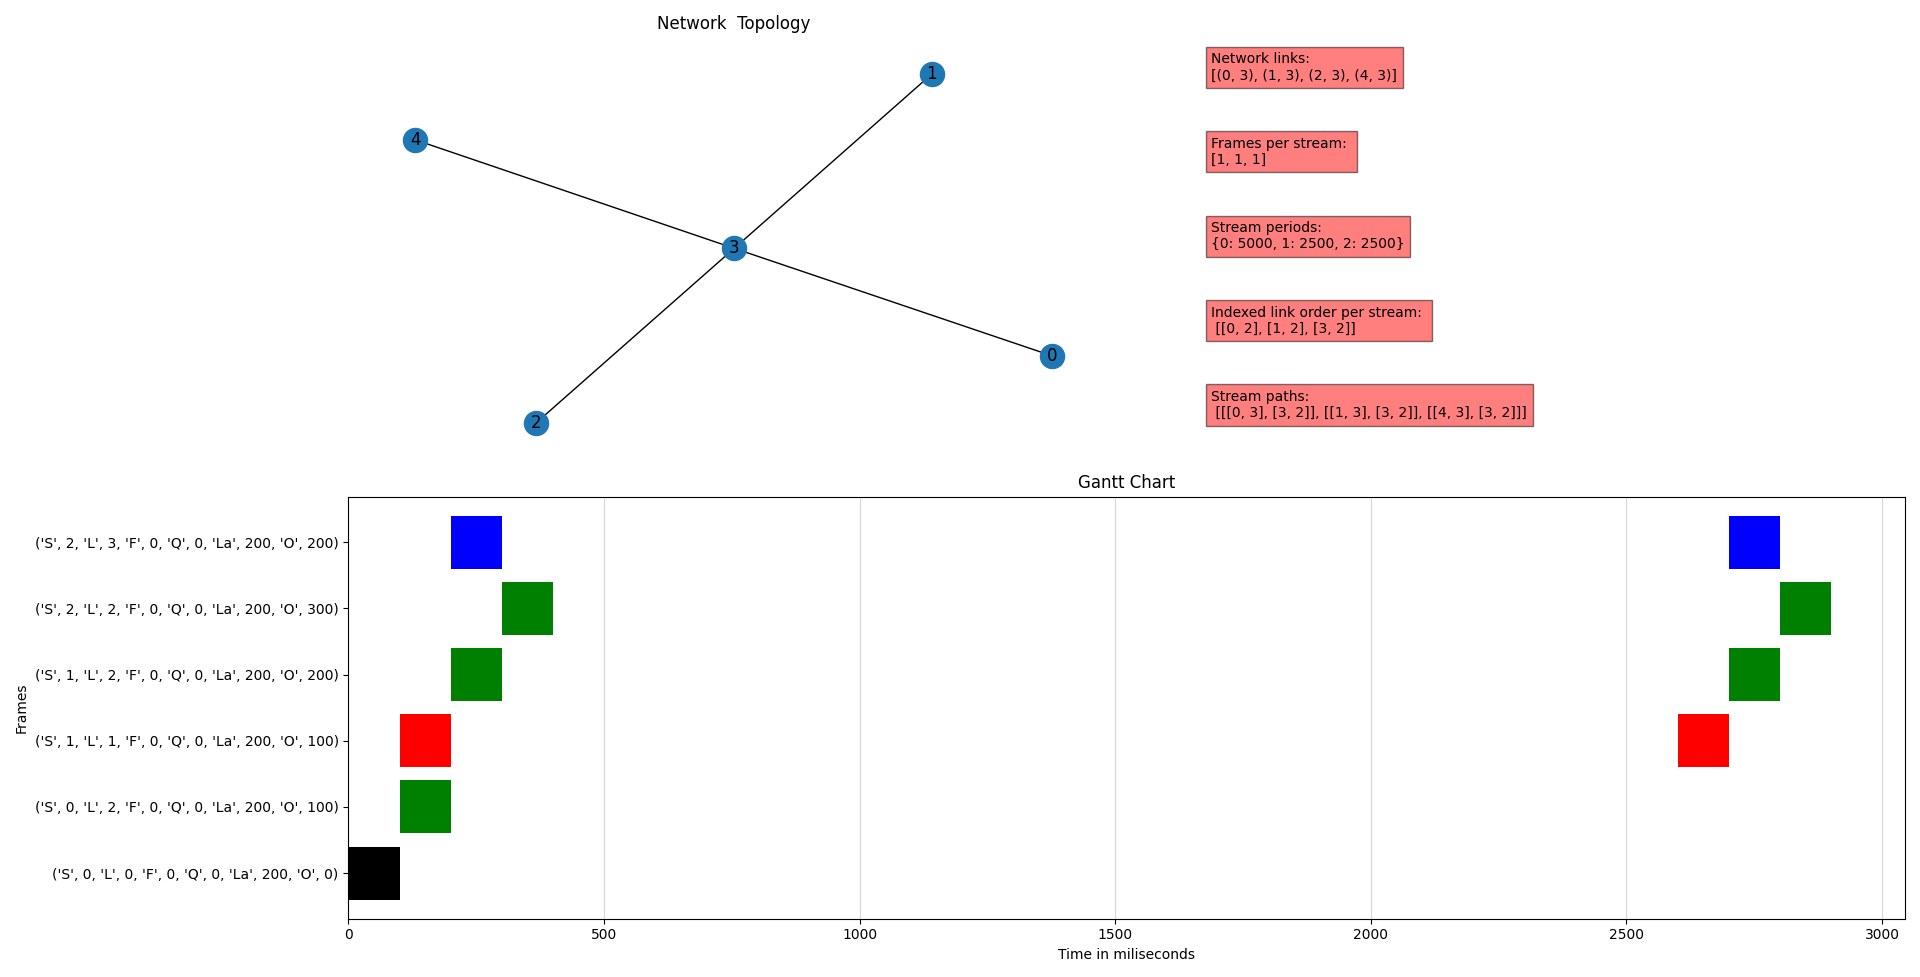 Network  Topology
1
4
3
0
2
Network links:
[(0, 3), (1, 3), (2, 3), (4, 3)]
Frames per stream:
[1, 1, 1]
Stream periods:
{0: 5000, 1: 2500, 2: 2500}
Indexed link order per stream:
[[0, 2], [1, 2], [3, 2]]
Stream paths:
[[[0, 3], [3, 2]], [[1, 3], [3, 2]], [[4, 3], [3, 2]]]
Gantt Chart
('S', 2, 'L', 3, 'F', 0, 'Q', 0, 'La', 200, 'O', 200)
('S', 2, 'L', 2, 'F', 0, 'Q', 0, 'La', 200, 'O', 300)
('S', 1, 'L', 2, 'F', 0, 'Q', 0, 'La', 200, 'O', 200)
('S', 1, 'L', 1, 'F', 0, 'Q', 0, 'La', 200, 'O', 100)
('S', 0, 'L', 2, 'F', 0, 'Q', 0, 'La', 200, 'O', 100)
('S', 0, 'L', 0, 'F', 0, 'Q', 0, 'La', 200, 'O', 0)
Frames
0 500 1000 1500 2000 2500 3000
Time in miliseconds